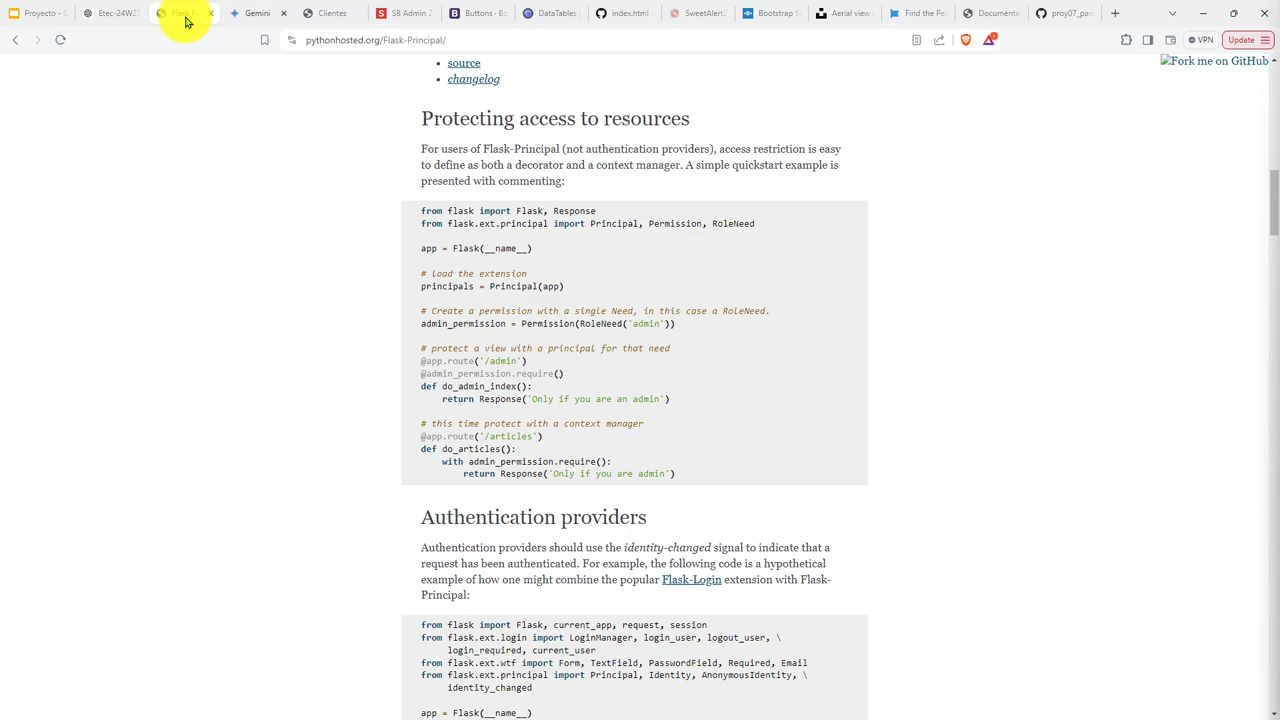 Proyecto - G
Etec-24W27
Flask P
Gemini
Clientes
SB Admin 2
Buttons · Bo
DataTables |
index.html
SweetAlert2
Bootstrap S
Aerial view o
Find the Per
Documentat
proy07_part
pythonhosted.org/Flask-Principal/
VPN
Update
source
changelog
Fork me on GitHub
Protecting access to resources
For users of Flask-Principal (not authentication providers), access restriction is easy
to define as both a decorator and a context manager. A simple quickstart example is
presented with commenting:
from flask import Flask, Response
from flask.ext.principal import Principal, Permission, RoleNeed
app = Flask(__name__)
# load the extension
principals = Principal(app)
# Create a permission with a single Need, in this case a RoleNeed.
admin_permission = Permission(RoleNeed('admin'))
# protect a view with a principal for that need
@app.route('/admin')
@admin_permission.require()
def do_admin_index():
    return Response('Only if you are an admin')
# this time protect with a context manager
@app.route('/articles')
def do_articles():
    with admin_permission.require():
        return Response('Only if you are admin')
Authentication providers
Authentication providers should use the identity-changed signal to indicate that a
request has been authenticated. For example, the following code is a hypothetical
example of how one might combine the popular Flask-Login extension with Flask-
Principal:
from flask import Flask, current_app, request, session
from flask.ext.login import LoginManager, login_user, logout_user, \
     login_required, current_user
from flask.ext.wtf import Form, TextField, PasswordField, Required, Email
from flask.ext.principal import Principal, Identity, AnonymousIdentity, \
     identity_changed
app = Flask(__name__)